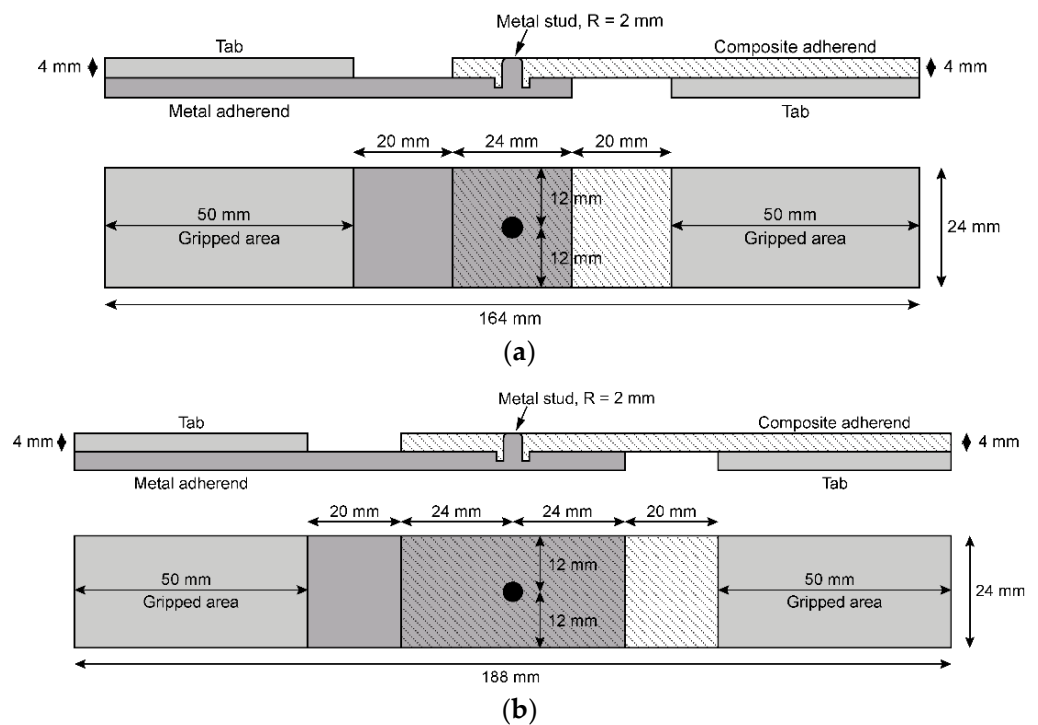 Metal stud, R = 2 mm
Tab
Composite adherend
4 mm
4 mm
Metal adherend
Tab
20 mm
24 mm
20 mm
12 mm
50 mm
Gripped area
50 mm
Gripped area
24 mm
12 mm
164 mm
(a)
Metal stud, R = 2 mm
Tab
Composite adherend
4 mm
4 mm
Metal adherend
Tab
20 mm
24 mm
24 mm
20 mm
12 mm
50 mm
Gripped area
50 mm
Gripped area
24 mm
12 mm
188 mm
(b)